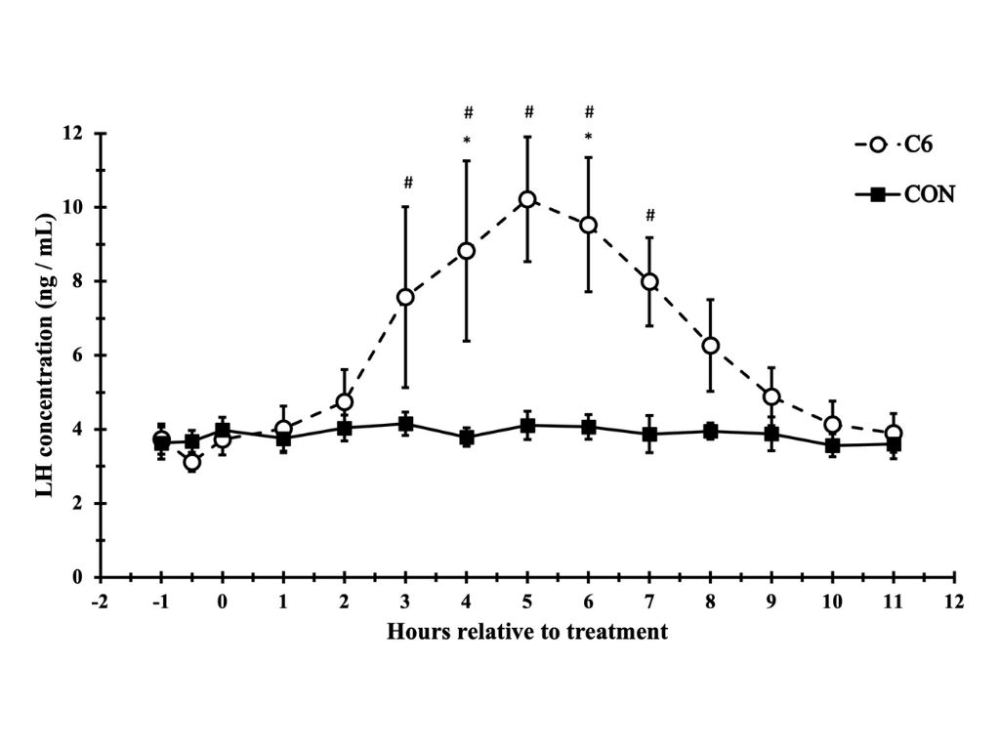 # # #
* *
12
C6
#
10
CON
#
8
6
4
2
0
LH concentration (ng / mL)
-2 -1 0 1 2 3 4 5 6 7 8 9 10 11 12
Hours relative to treatment